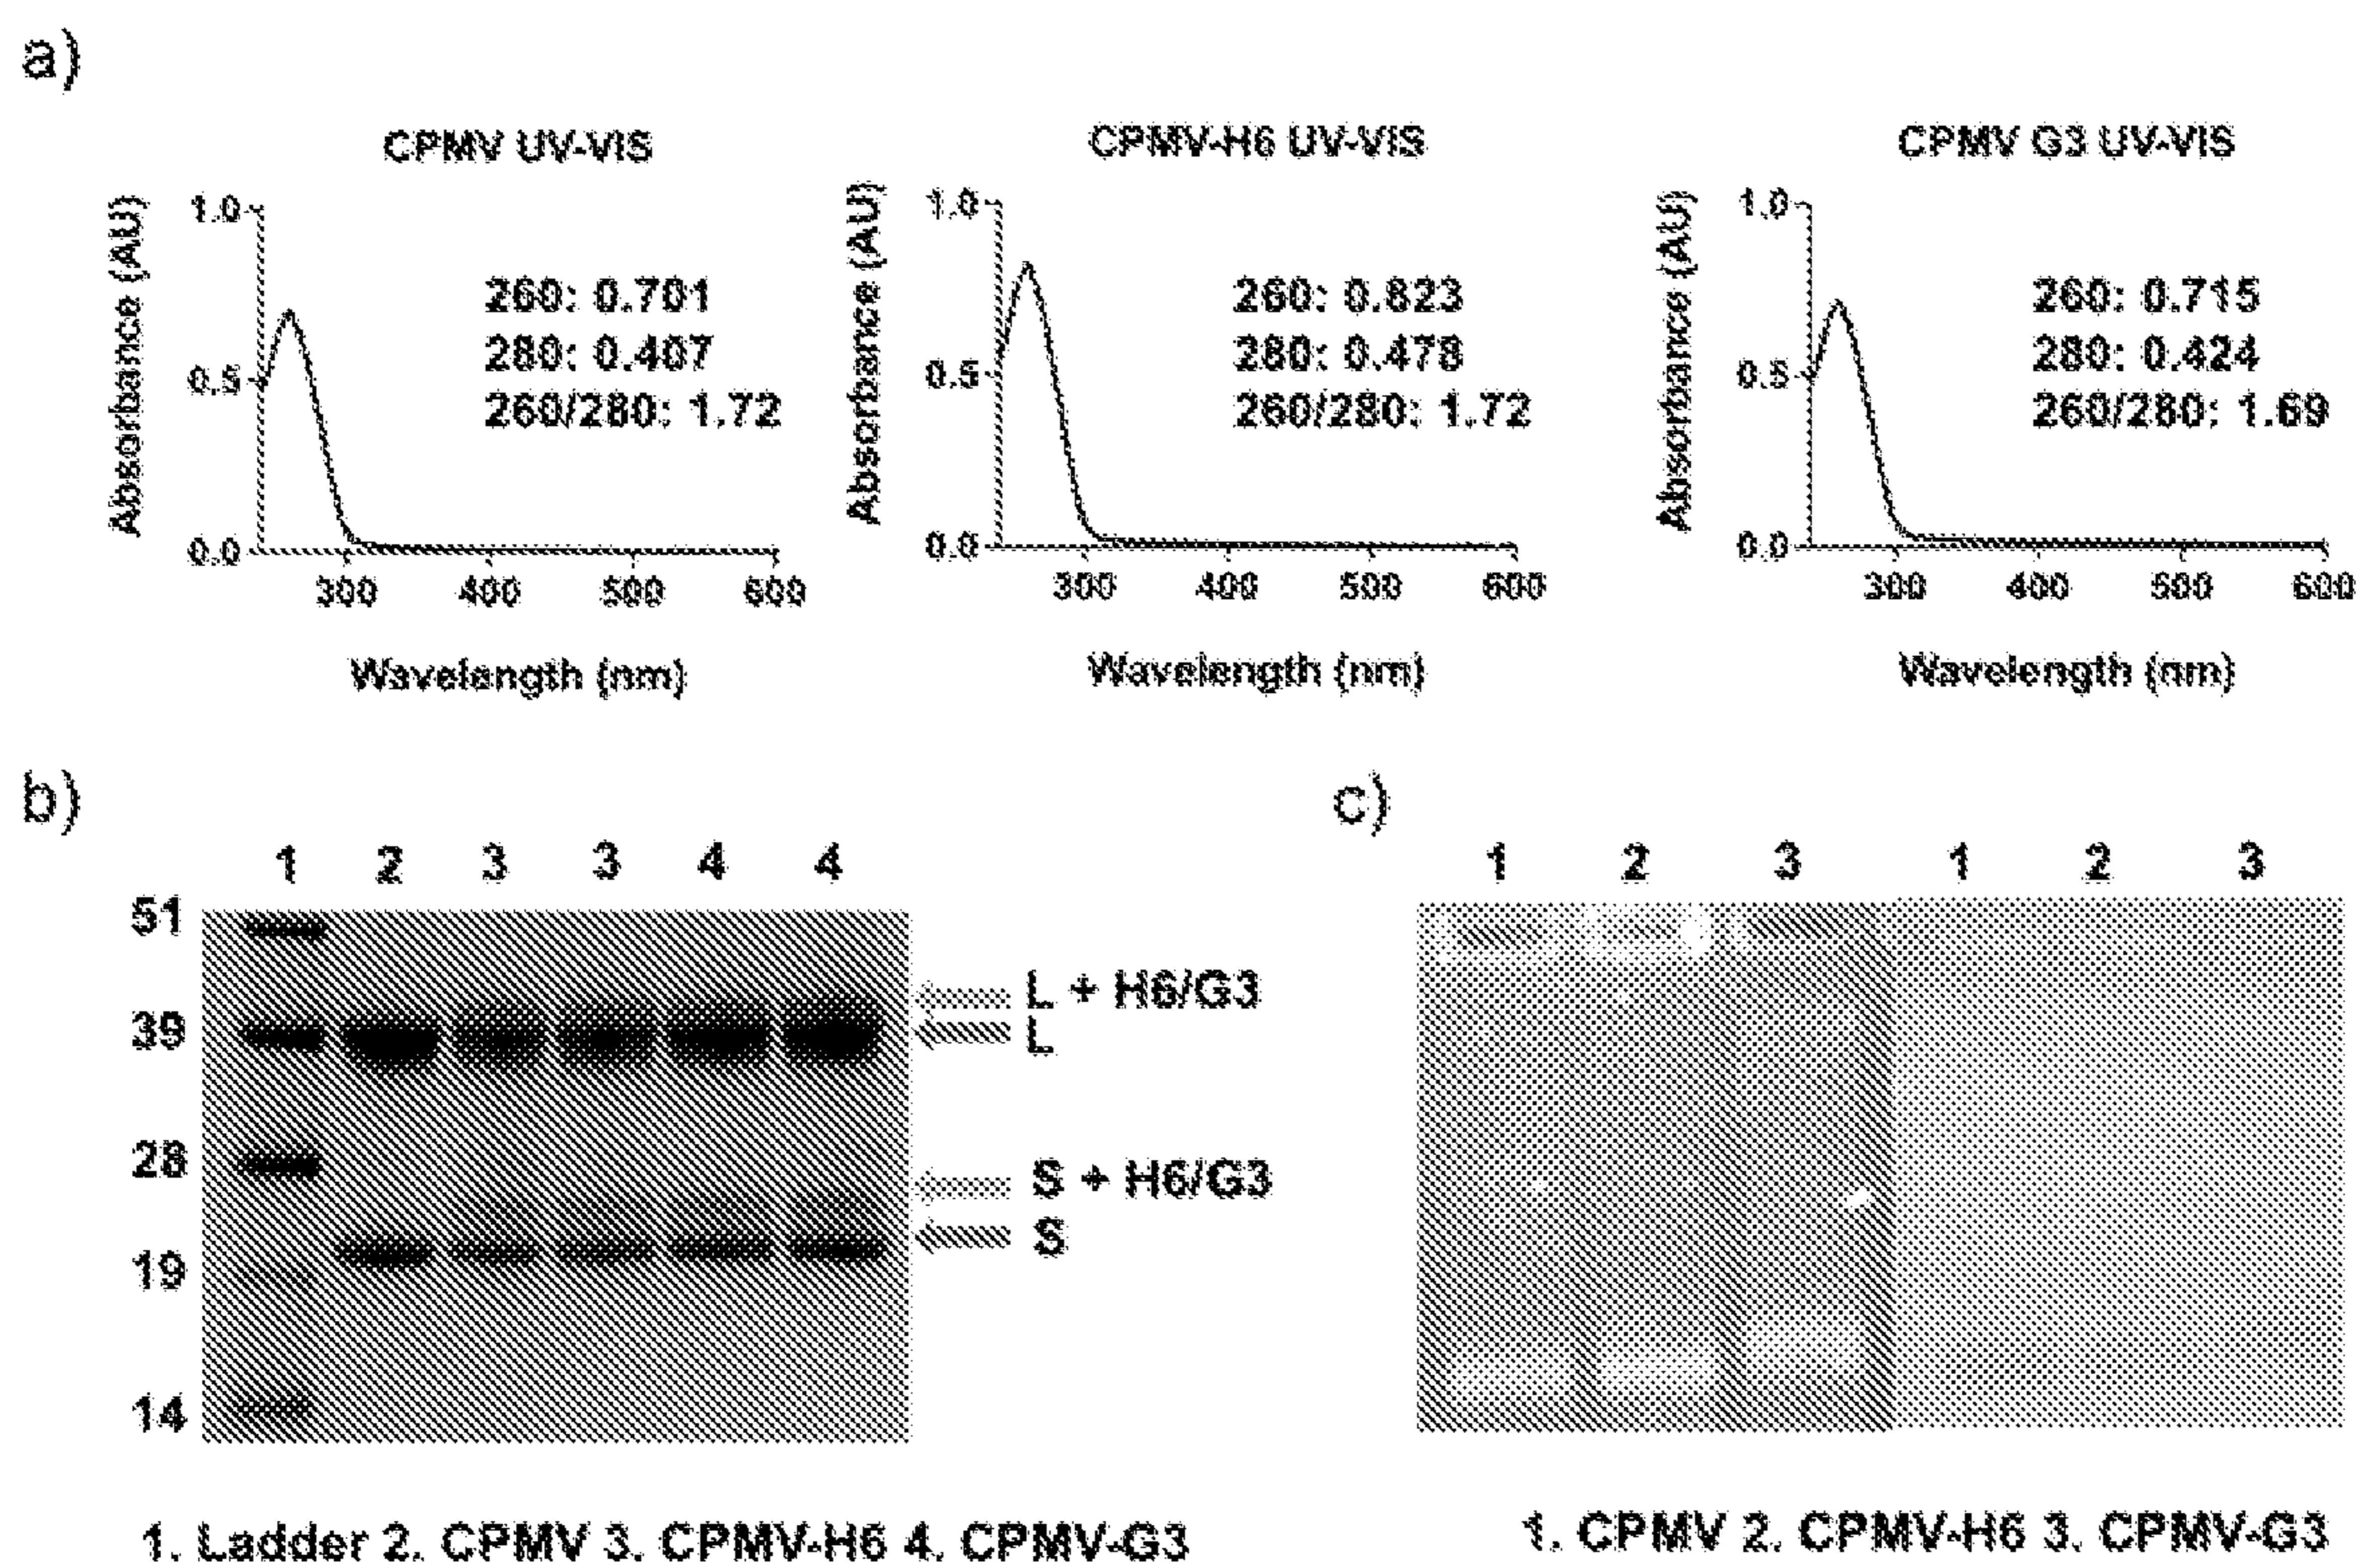 a)
CPMV UV-VIS
Absorbance (AU)
1.0
0.5
0.0
260: 0.701
280: 0.407
260/280: 1.72
300 400 500 600
Wavelength (nm)
CPMV-H6 UV-VIS
Absorbance (AU)
1.0
0.5
0.0
260: 0.823
280: 0.478
260/280: 1.72
300 400 500 600
Wavelength (nm)
CPMV G3 UV-VIS
Absorbance (AU)
1.0
0.5
0.0
260: 0.715
280: 0.424
260/280: 1.69
300 400 500 600
Wavelength (nm)
b)
1 2 3 3 4 4
51
39
28
19
14
L + H6/G3
L
S + H6/G3
S
1. Ladder 2. CPMV 3. CPMV-H6 4. CPMV-G3
c)
1 2 3 1 2 3
1. CPMV 2. CPMV-H6 3. CPMV-G3